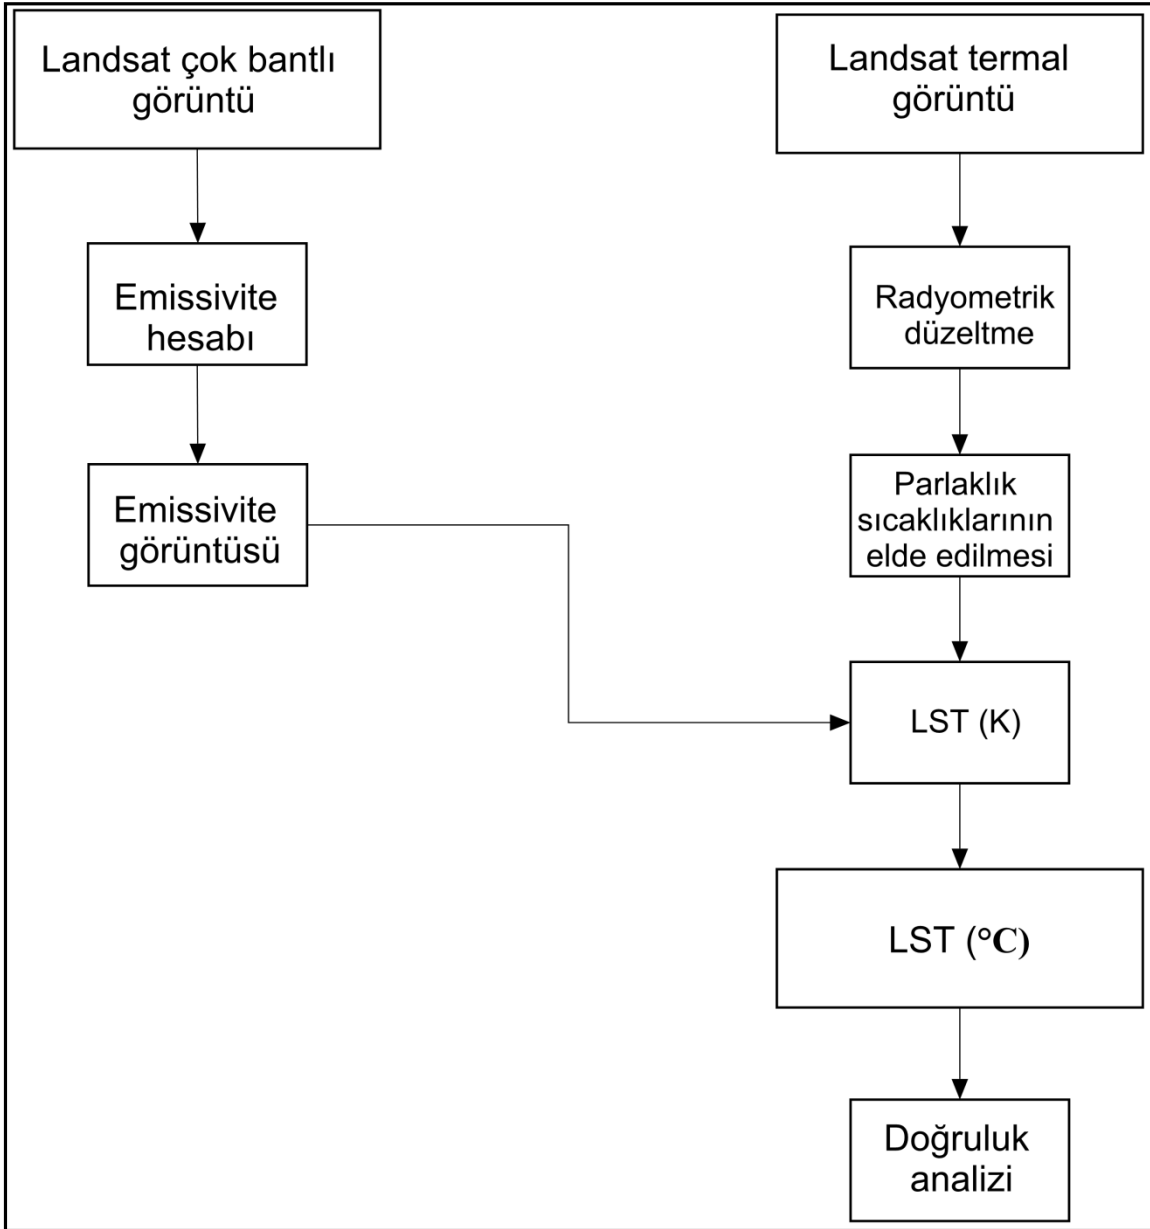 Landsat çok bantlı
görüntü
Emissivite
hesabı
Emissivite
görüntüsü
Landsat termal
görüntü
Radyometrik
düzeltme
Parlaklık
sıcaklıklarının
elde edilmesi
LST (K)
LST (°C)
Doğruluk
analizi